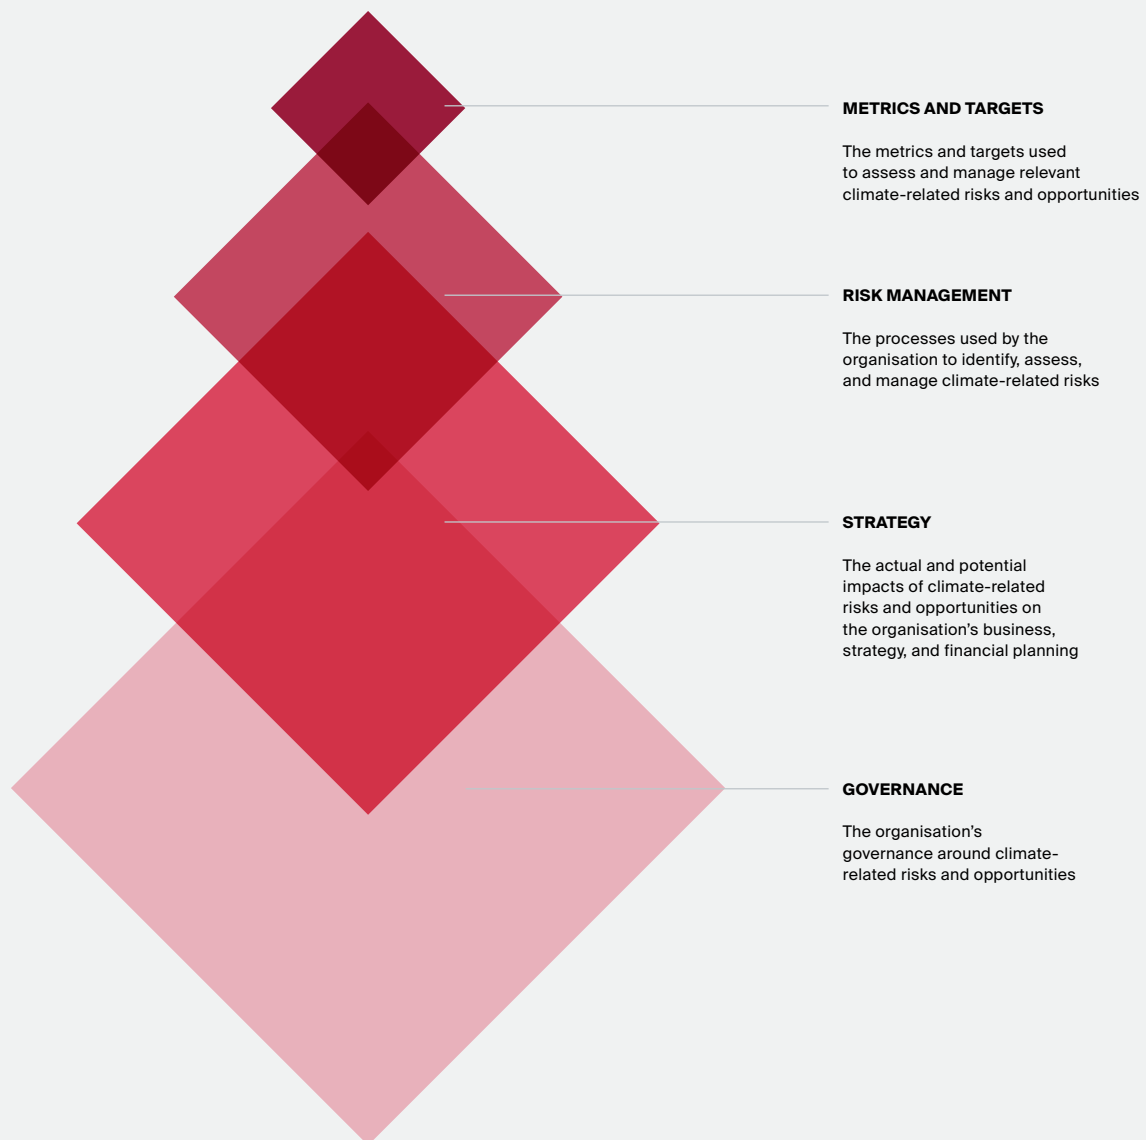 METRICS AND TARGETS
The metrics and targets used
to assess and manage relevant
climate-related risks and opportunities
RISK MANAGEMENT
The processes used by the
organisation to identify, assess,
and manage climate-related risks
STRATEGY
The actual and potential
impacts of climate-related
risks and opportunities on
the organisation’s business,
strategy, and financial planning
GOVERNANCE
The organisation’s
governance around climate-
related risks and opportunities